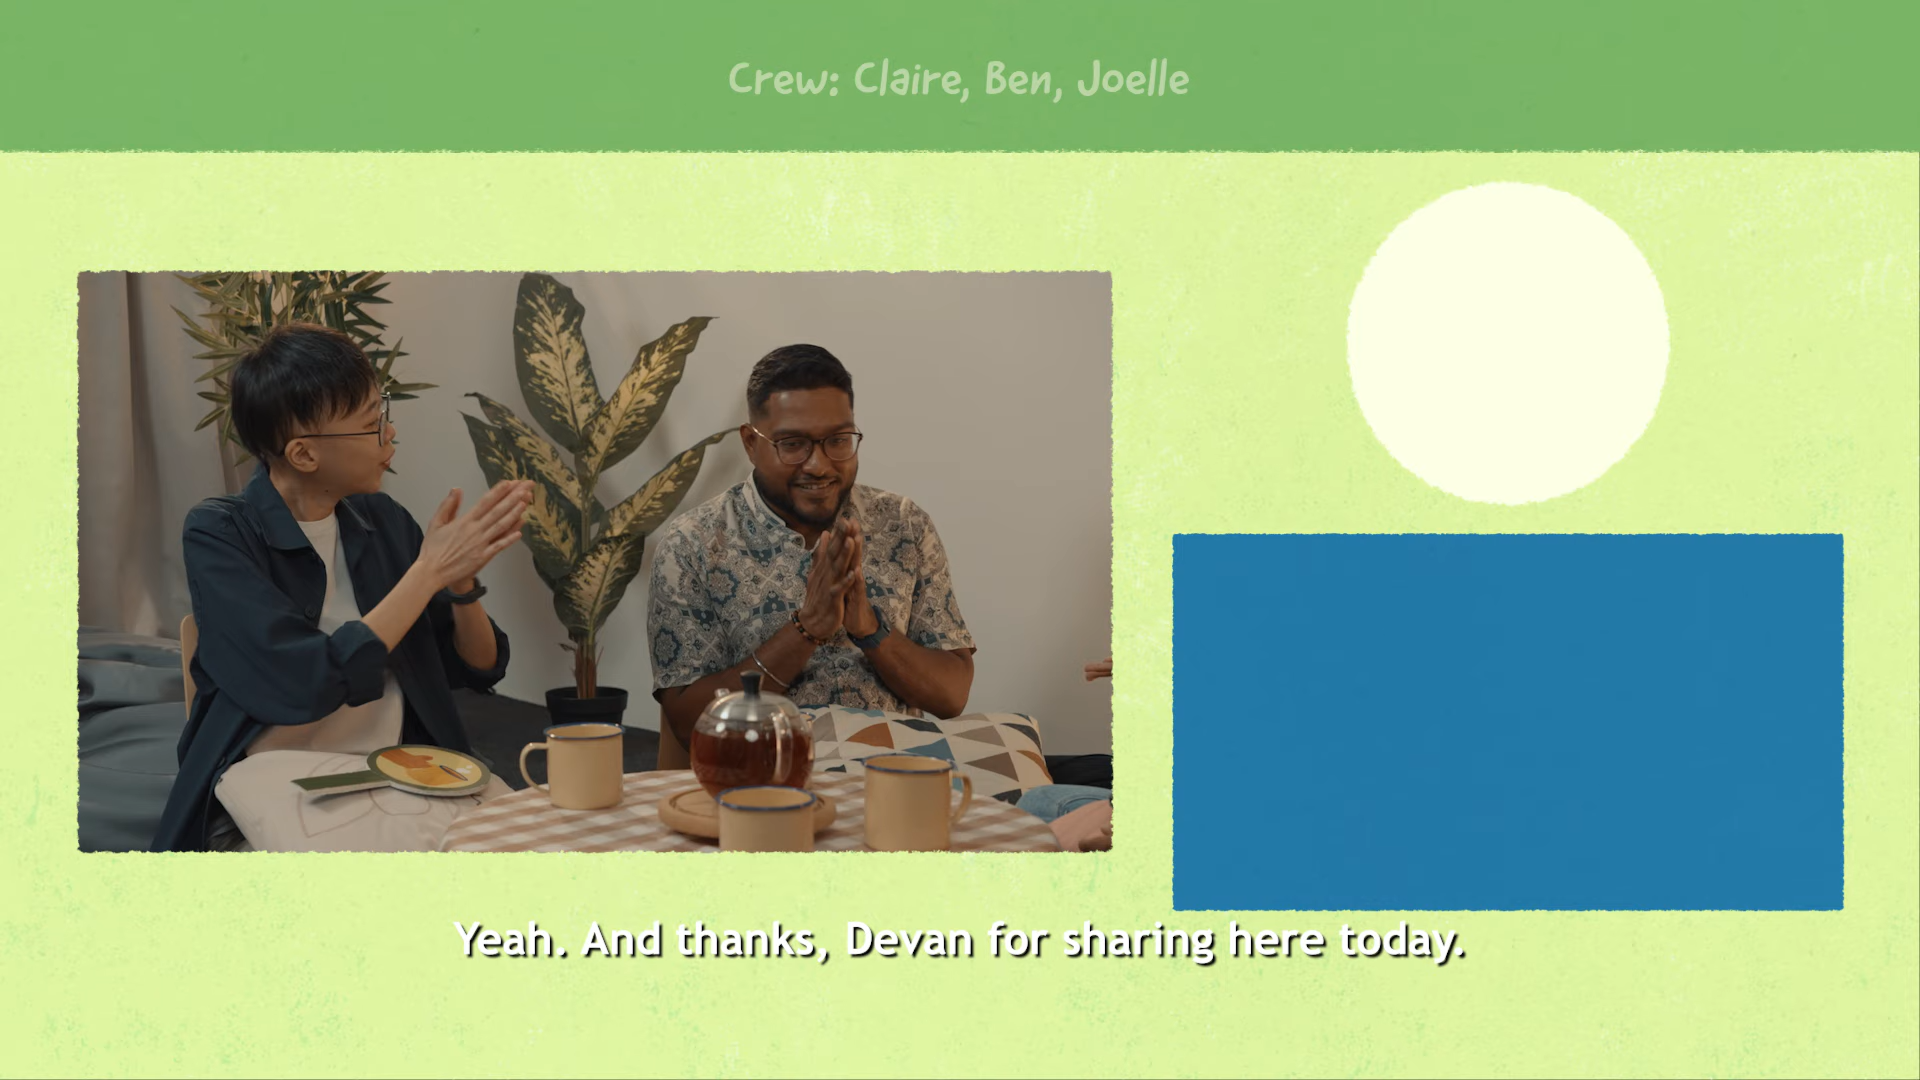 Crew: Claire, Ben, Joelle
Yeah. And thanks, Devan for sharing here today.